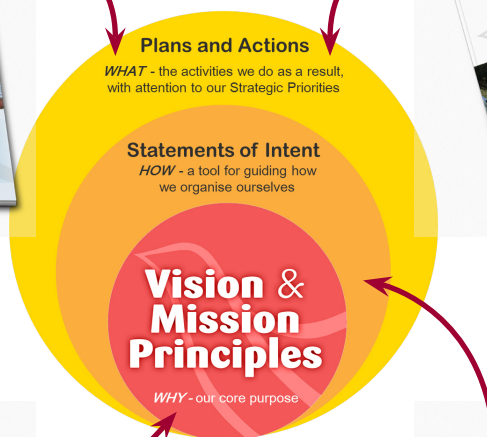 Plans and Actions
WHAT - the activities we do as a result,
with attention to our Strategic Priorities
Statements of Intent
HOW - a tool for guiding how
we organise ourselves
Vision &
Mission
Principles
WHY - our core purpose